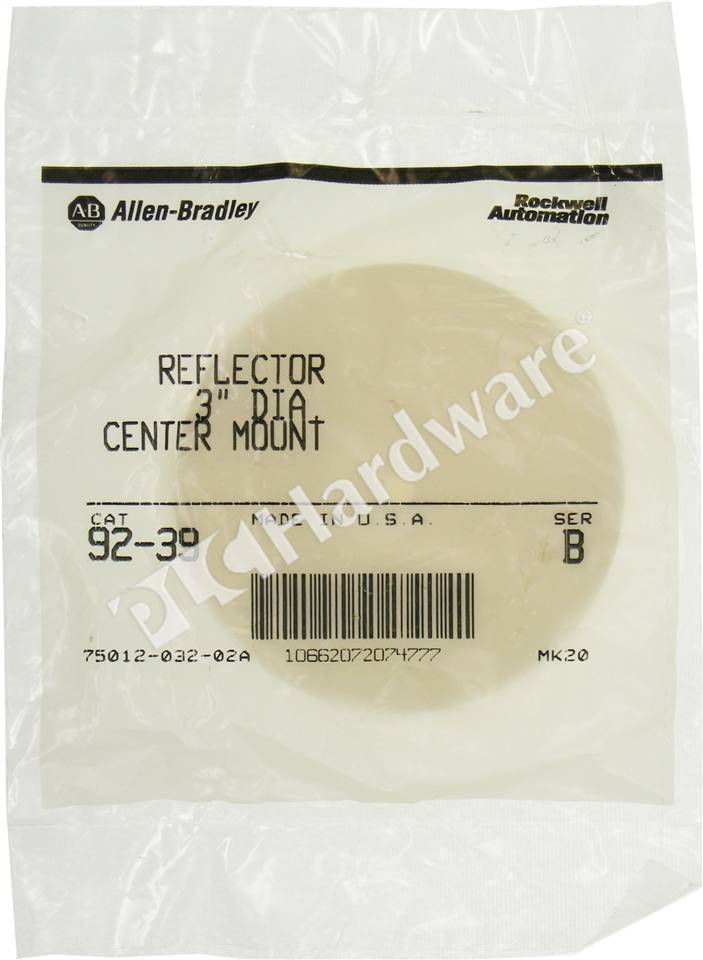 AB QUALITY Allen-Bradley
Rockwell Automation
REFLECTOR
3" DIA
CENTER MOUNT
CAT MADE IN U.S.A. SER
92-39 B
PLCHardware®
75012-032-02A 10662072074777 MK20